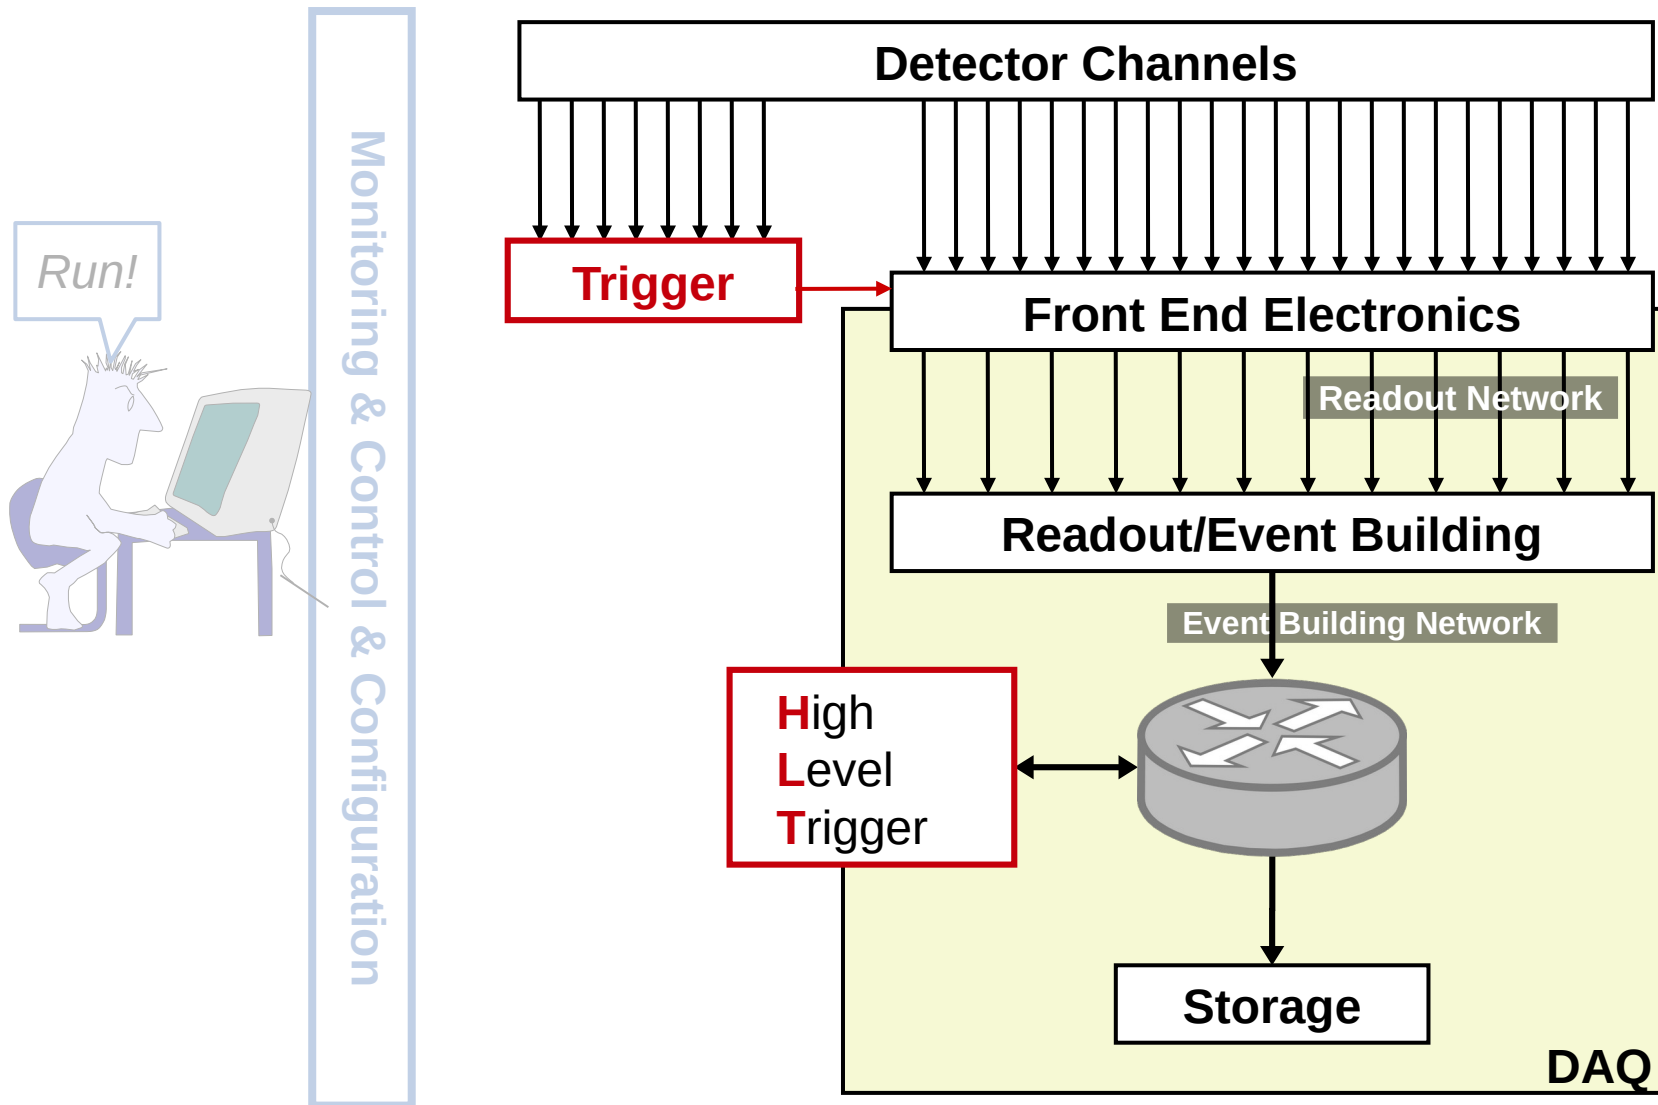 Detector Channels
Monitoring & Control & Configuration
Run!
Trigger
Front End Electronics
Readout Network
Readout/Event Building
Event Building Network
High
Level
Trigger
Storage
DAQ